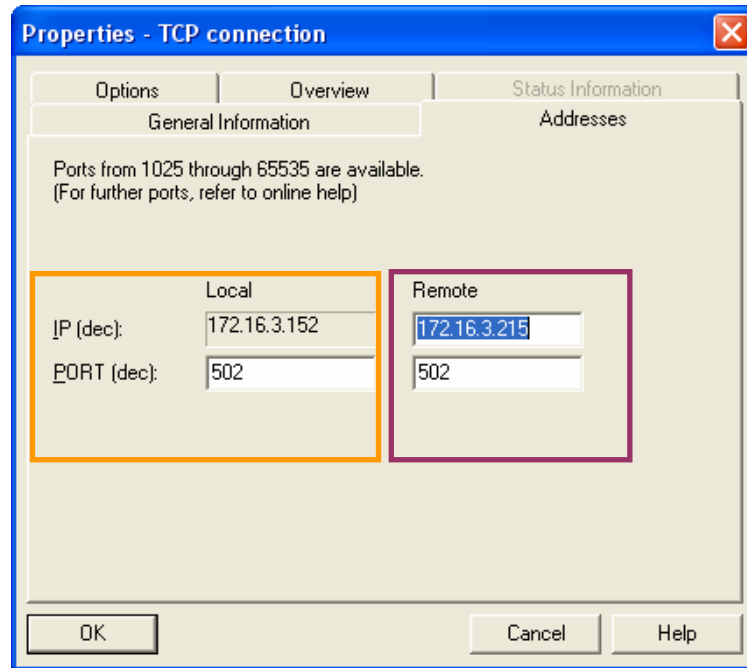 Properties - TCP connection
Options Overview Status Information
General Information Addresses
Ports from 1025 through 65535 are available.
(For further ports, refer to online help)
Local Remote
IP (dec): 172.16.3.152 172.16.3.215
PORT (dec): 502 502
OK Cancel Help